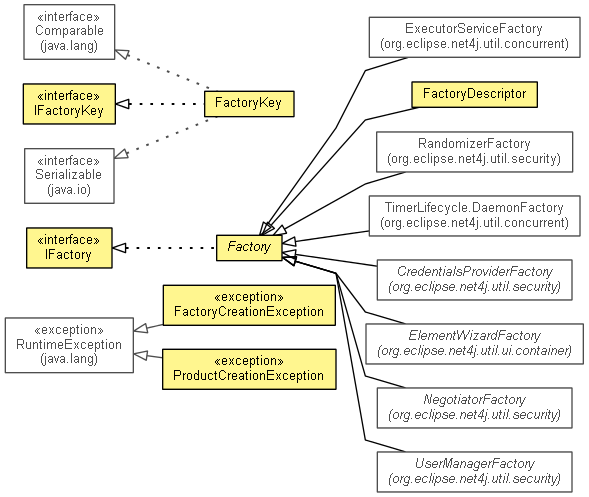 «interface»
Comparable
(java.lang)
«interface»
IFactoryKey
FactoryKey
«interface»
Serializable
(java.io)
«interface»
IFactory
Factory
«exception»
FactoryCreationException
«exception»
RuntimeException
(java.lang)
«exception»
ProductCreationException
ExecutorServiceFactory
(org.eclipse.net4j.util.concurrent)
FactoryDescriptor
RandomizerFactory
(org.eclipse.net4j.util.security)
TimerLifecycle.DaemonFactory
(org.eclipse.net4j.util.concurrent)
CredentialsProviderFactory
(org.eclipse.net4j.util.security)
ElementWizardFactory
(org.eclipse.net4j.util.ui.container)
NegotiatorFactory
(org.eclipse.net4j.util.security)
UserManagerFactory
(org.eclipse.net4j.util.security)